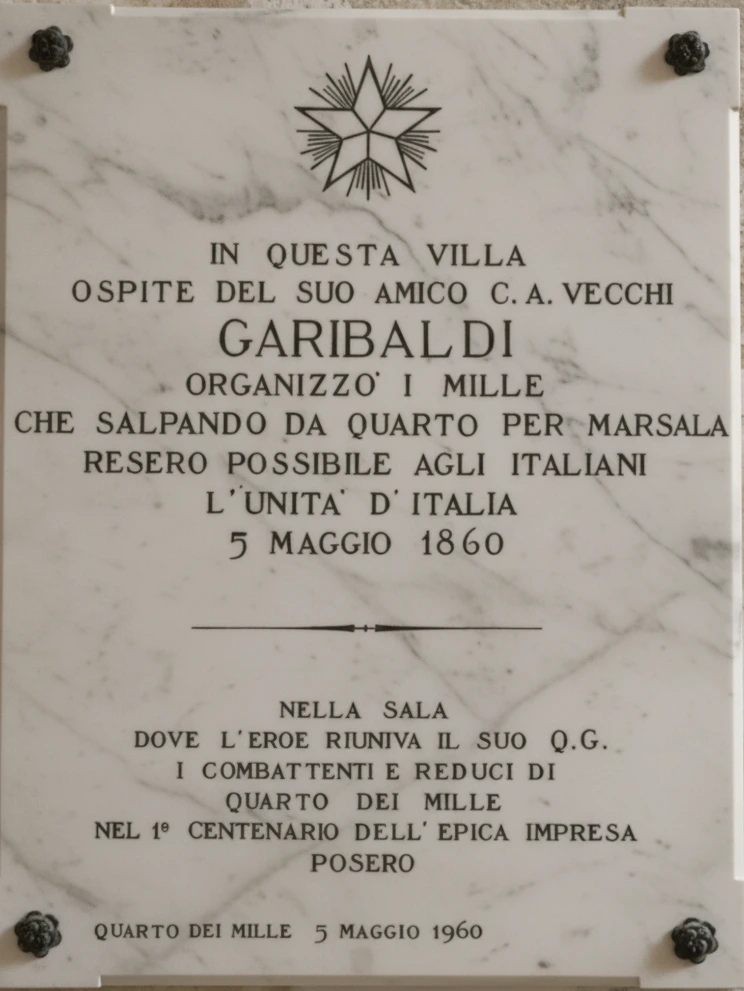 IN QUESTA VILLA
OSPITE DEL SUO AMICO C. A. VECCHI
GARIBALDI
ORGANIZZO' I MILLE
CHE SALPANDO DA QUARTO PER MARSALA
RESERO POSSIBILE AGLI ITALIANI
L'UNITA' D'ITALIA
5 MAGGIO 1860
NELLA SALA
DOVE L'EROE RIUNIVA IL SUO Q.G.
I COMBATTENTI E REDUCI DI
QUARTO DEI MILLE
NEL 1º CENTENARIO DELL'EPICA IMPRESA
POSERO
QUARTO DEI MILLE 5 MAGGIO 1960